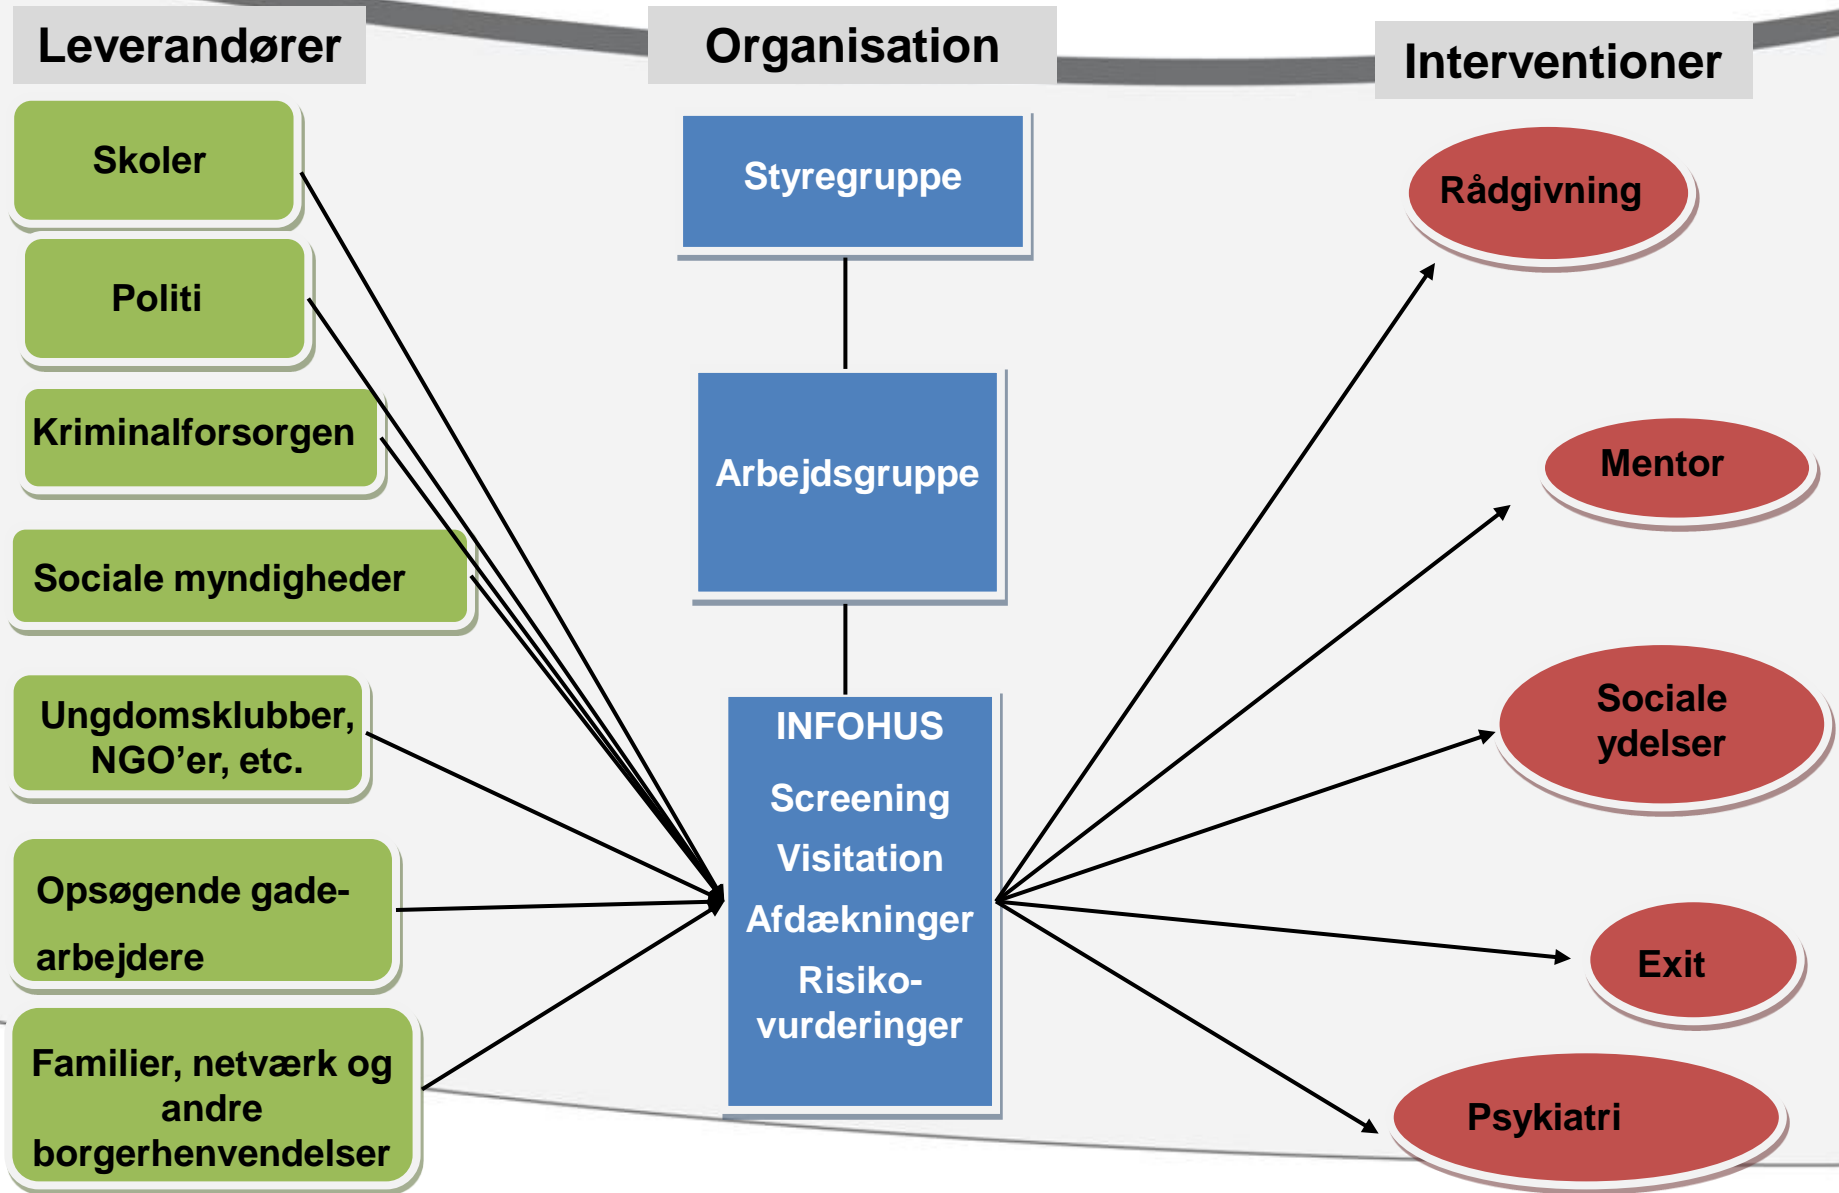 Leverandører
Skoler
Politi
Kriminalforsorgen
Sociale myndigheder
Ungdomsklubber,
NGO’er, etc.
Opsøgende gade-
arbejdere
Familier, netværk og
andre
borgerhenvendelser
Organisation
Styregruppe
Arbejdsgruppe
INFOHUS
Screening
Visitation
Afdækninger
Risiko-
vurderinger
Interventioner
Rådgivning
Mentor
Sociale
ydelser
Exit
Psykiatri